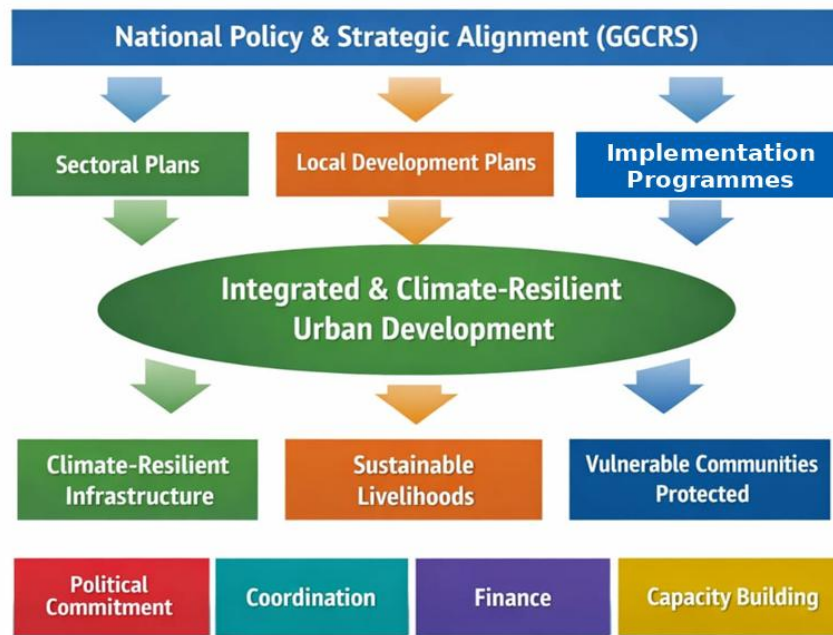 National Policy & Strategic Alignment (GGCRS)
Sectoral Plans
Local Development Plans
Implementation
Programmes
Integrated & Climate-Resilient
Urban Development
Climate-Resilient
Infrastructure
Sustainable
Livelihoods
Vulnerable Communities
Protected
Political
Commitment
Coordination
Finance
Capacity Building